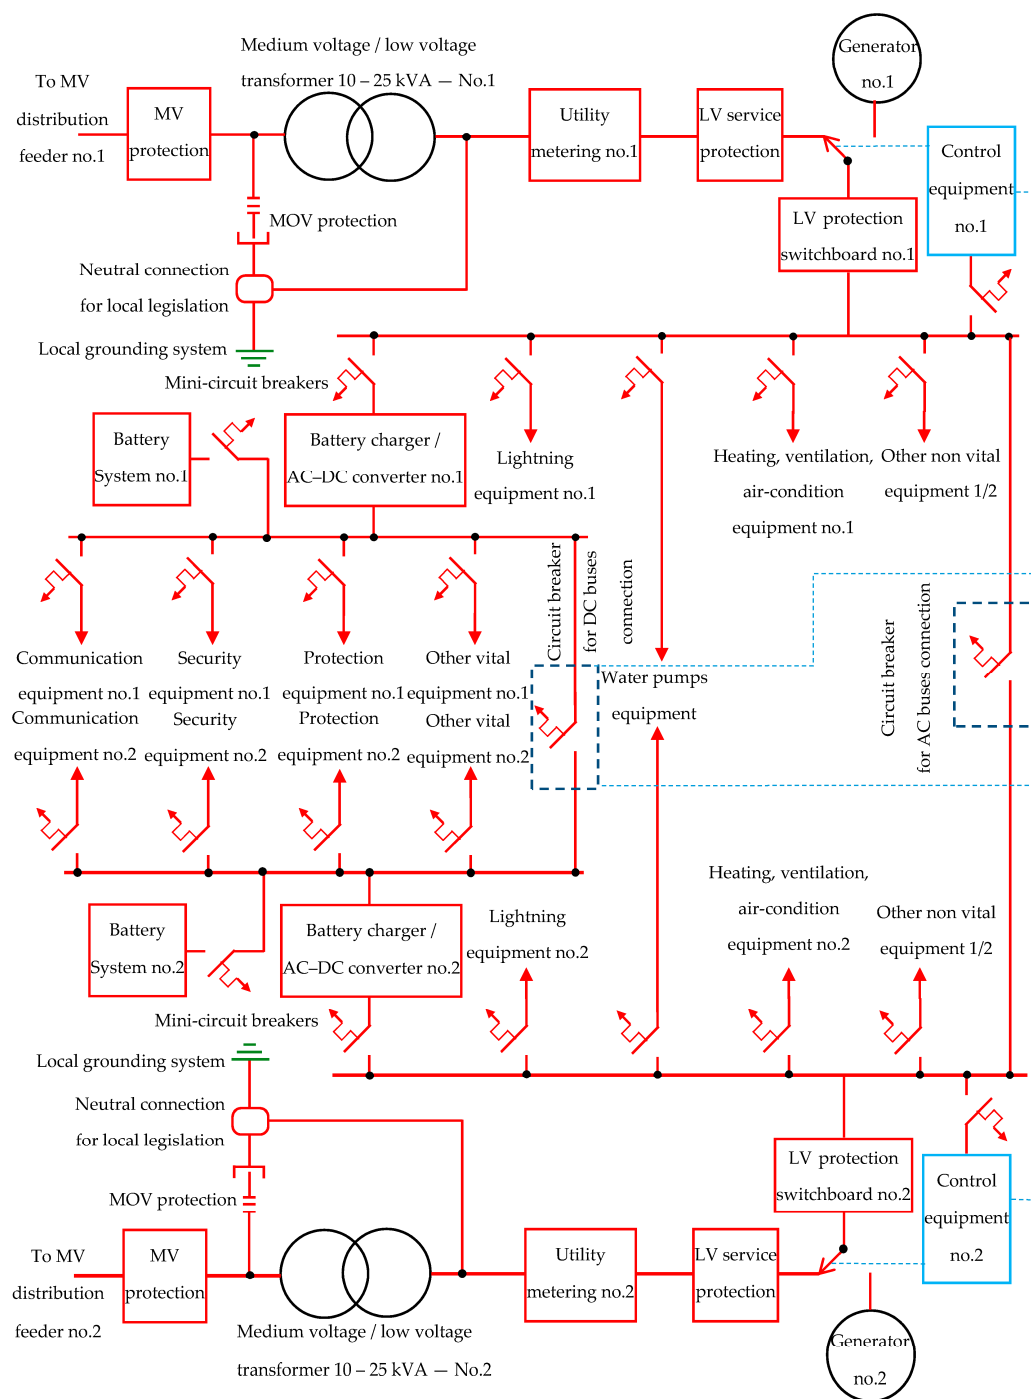 Medium voltage / low voltage
transformer 10 – 25 kVA — No.1
Generator
no.1
To MV
distribution
feeder no.1
MV
protection
Utility
metering no.1
LV service
protection
Control
equipment
no.1
MOV protection
LV protection
switchboard no.1
Neutral connection
for local legislation
Local grounding system
Mini-circuit breakers
Battery
System no.1
Battery charger /
AC–DC converter no.1
Lightning
equipment no.1
Heating, ventilation,
air-condition
equipment no.1
Other non vital
equipment 1/2
Circuit breaker
for DC buses
connection
Circuit breaker
for AC buses connection
Communication
equipment no.1
Security
equipment no.1
Protection
equipment no.1
Other vital
equipment no.1
Water pumps
equipment
Communication
equipment no.2
Security
equipment no.2
Protection
equipment no.2
Other vital
equipment no.2
Battery
System no.2
Battery charger /
AC–DC converter no.2
Lightning
equipment no.2
Heating, ventilation,
air-condition
equipment no.2
Other non vital
equipment 1/2
Mini-circuit breakers
Local grounding system
Neutral connection
for local legislation
MOV protection
LV protection
switchboard no.2
Control
equipment
no.2
To MV
distribution
feeder no.2
MV
protection
Utility
metering no.2
LV service
protection
Medium voltage / low voltage
transformer 10 – 25 kVA — No.2
Generator
no.2